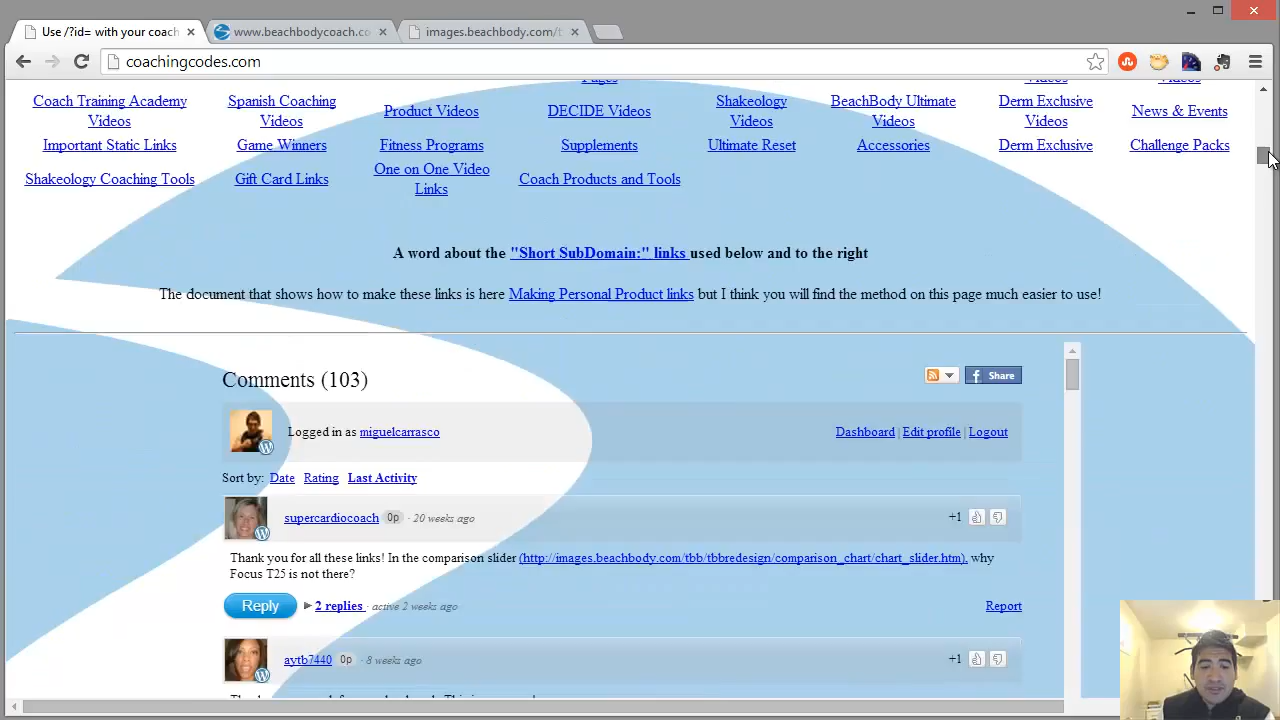 Use /?id= with your coach
www.beachbodycoach.co
images.beachbody.com/t
coachingcodes.com
Pages Videos Videos
Coach Training Academy Videos
Spanish Coaching Videos
Product Videos
DECIDE Videos
Shakeology Videos
BeachBody Ultimate Videos
Derm Exclusive Videos
News & Events
Important Static Links
Game Winners
Fitness Programs
Supplements
Ultimate Reset
Accessories
Derm Exclusive
Challenge Packs
Shakeology Coaching Tools
Gift Card Links
One on One Video Links
Coach Products and Tools
A word about the "Short SubDomain:" links used below and to the right
The document that shows how to make these links is here Making Personal Product links but I think you will find the method on this page much easier to use!
Comments (103)
Share
Logged in as miguelcarrasco
Dashboard | Edit profile | Logout
Sort by: Date Rating Last Activity
supercardiocoach 0p · 20 weeks ago
+1
Thank you for all these links! In the comparison slider (http://images.beachbody.com/tbb/tbbredesign/comparison_chart/chart_slider.htm), why
Focus T25 is not there?
Reply
2 replies · active 2 weeks ago
Report
aytb7440 0p · 8 weeks ago
+1